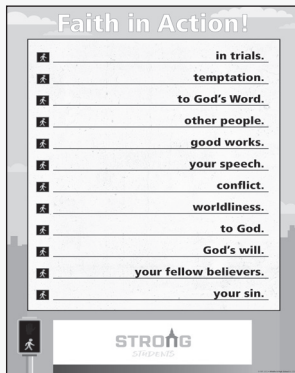 Faith in Action!
in trials.
temptation.
to God's Word.
other people.
good works.
your speech.
conflict.
worldliness.
to God.
God's will.
your fellow believers.
your sin.
STRONG
STUDENTS